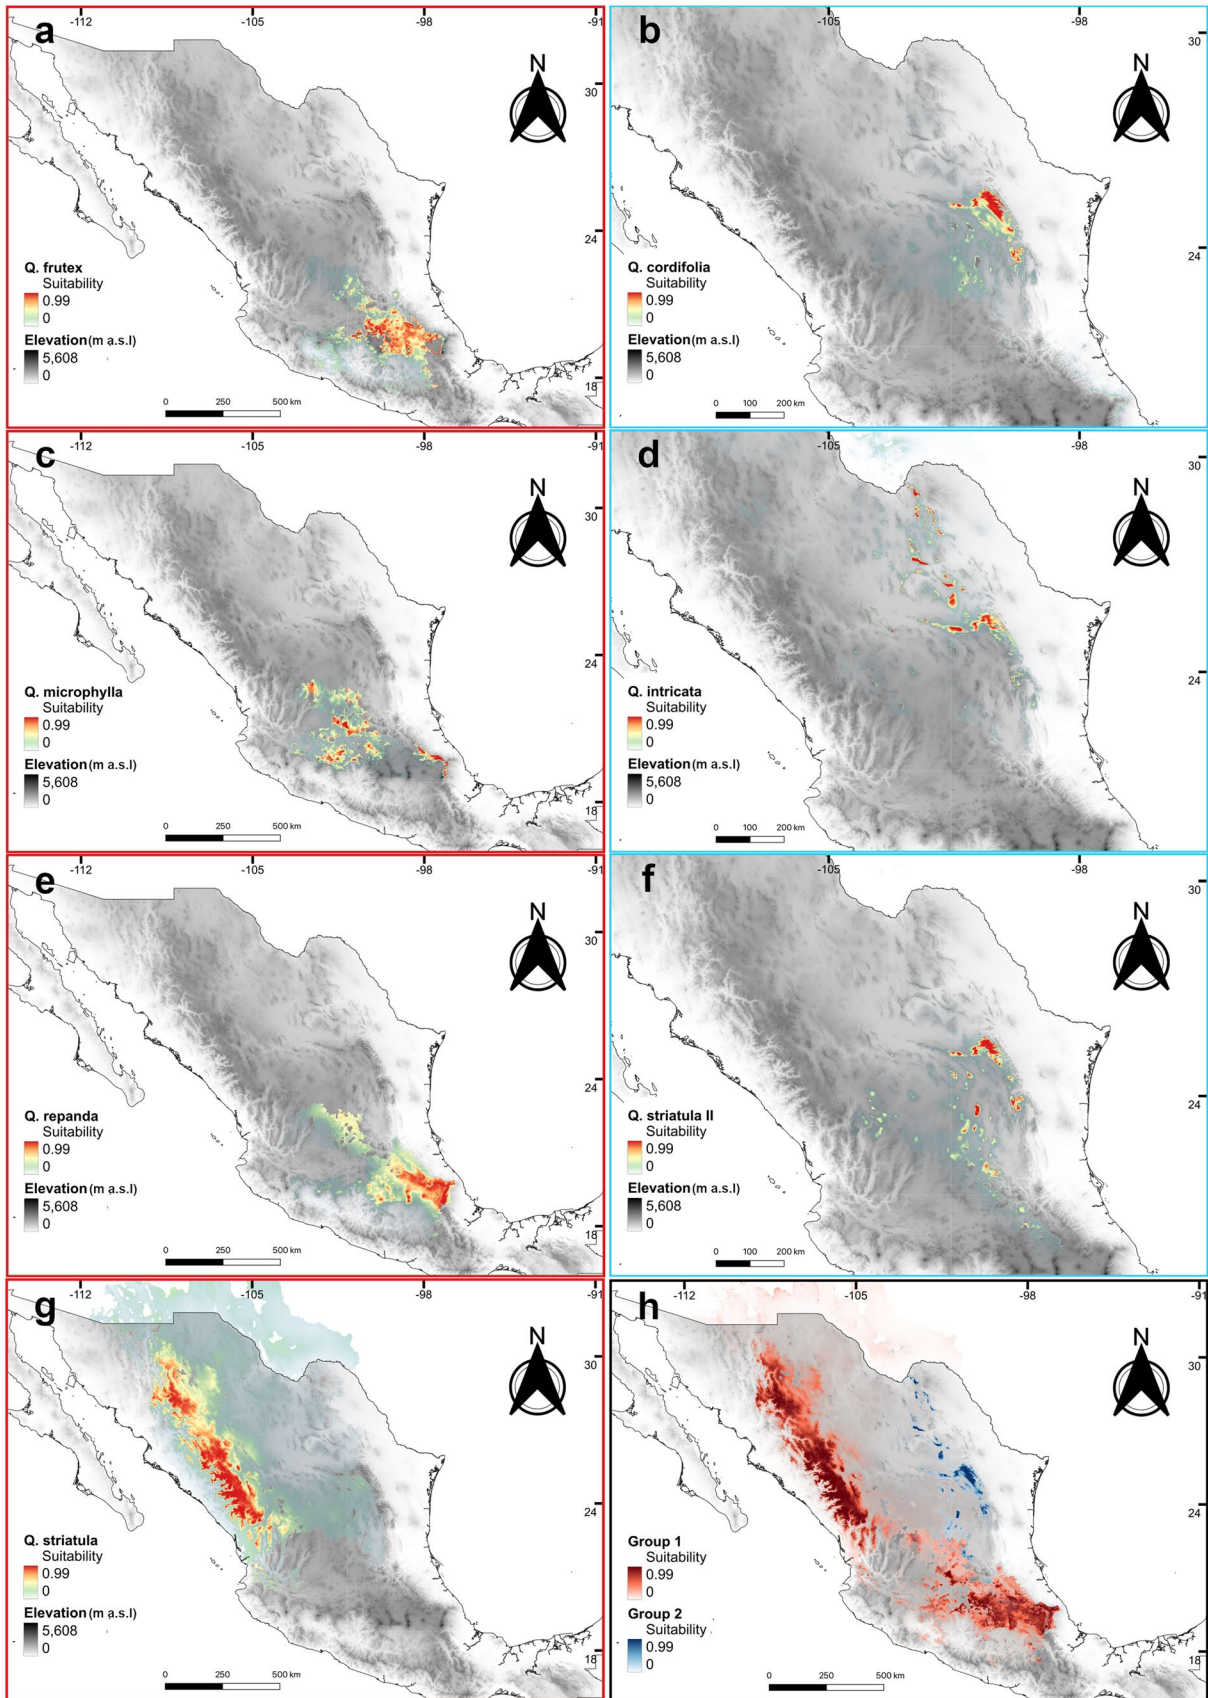 -112 -105 -98 -91
a
N
30
24
18
Q. frutex
Suitability
0.99
0
Elevation (m a.s.l)
5,608
0
0 250 500 km
-105 -98
b
N
30
24
Q. cordifolia
Suitability
0.99
0
Elevation (m a.s.l)
5,608
0
0 100 200 km
-112 -105 -98 -91
c
N
30
24
18
Q. microphylla
Suitability
0.99
0
Elevation (m a.s.l)
5,608
0
0 250 500 km
-105 -98
d
N
30
24
Q. intricata
Suitability
0.99
0
Elevation (m a.s.l)
5,608
0
0 100 200 km
-112 -105 -98 -91
e
N
30
24
18
Q. repanda
Suitability
0.99
0
Elevation (m a.s.l)
5,608
0
0 250 500 km
-105 -98
f
N
30
24
Q. striatula II
Suitability
0.99
0
Elevation (m a.s.l)
5,608
0
0 100 200 km
-112 -105 -98 -91
g
N
30
24
18
Q. striatula
Suitability
0.99
0
Elevation (m a.s.l)
5,608
0
0 250 500 km
-112 -105 -98 -91
h
N
30
24
18
Group 1
Suitability
0.99
0
Group 2
Suitability
0.99
0
0 250 500 km